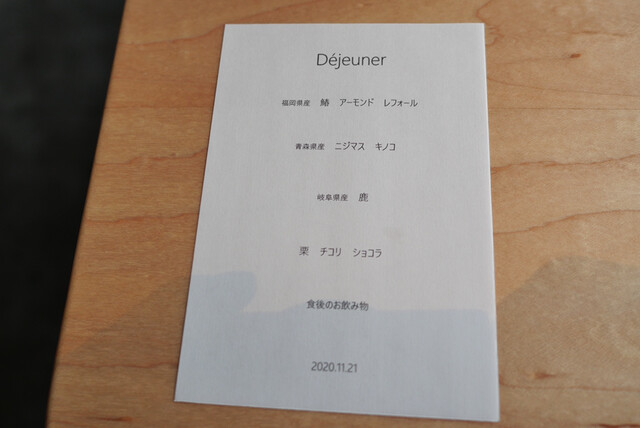 Déjeuner
福岡県産 鰆 アーモンド レフォール
青森県産 ニジマス キノコ
岐阜県産 鹿
栗 チコリ ショコラ
食後のお飲み物
2020.11.21